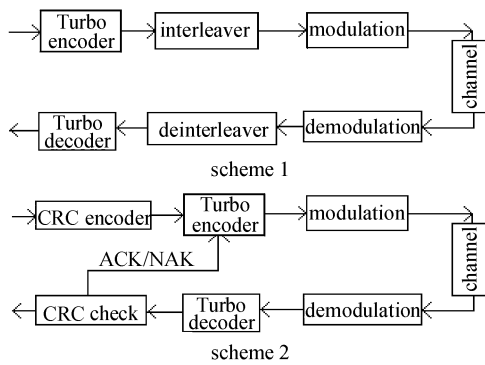 Turbo
encoder
interleaver
modulation
channel
Turbo
decoder
deinterleaver
demodulation
scheme 1
CRC encoder
Turbo
encoder
modulation
channel
ACK/NAK
CRC check
Turbo
decoder
demodulation
scheme 2